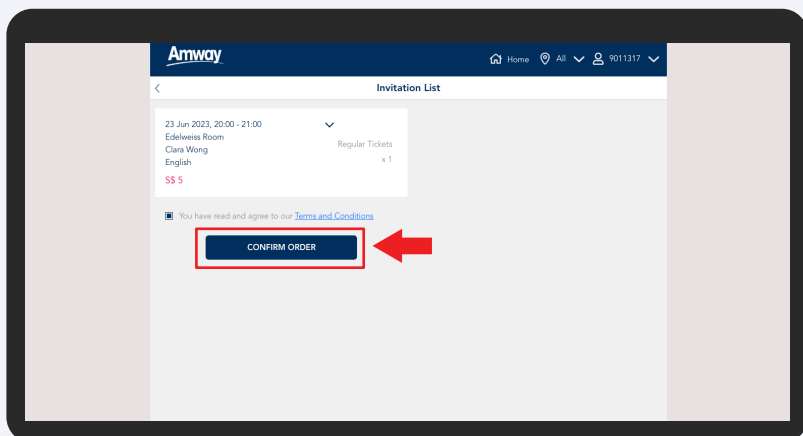 Amway
Home All 9011317
Invitation List
23 Jun 2023, 20:00 - 21:00
Edelweiss Room
Clara Wong
English
Regular Tickets
x 1
S$ 5
You have read and agree to our Terms and Conditions
CONFIRM ORDER